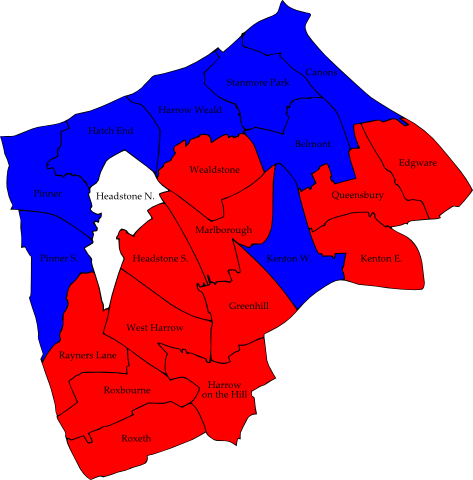 Canons
Stanmore Park
Harrow Weald
Hatch End
Belmont
Edgware
Wealdstone
Pinner
Headstone N.
Queensbury
Marlborough
Pinner S.
Headstone S.
Kenton W.
Kenton E.
Greenhill
West Harrow
Rayners Lane
Roxbourne
Harrow
on the Hill
Roxeth